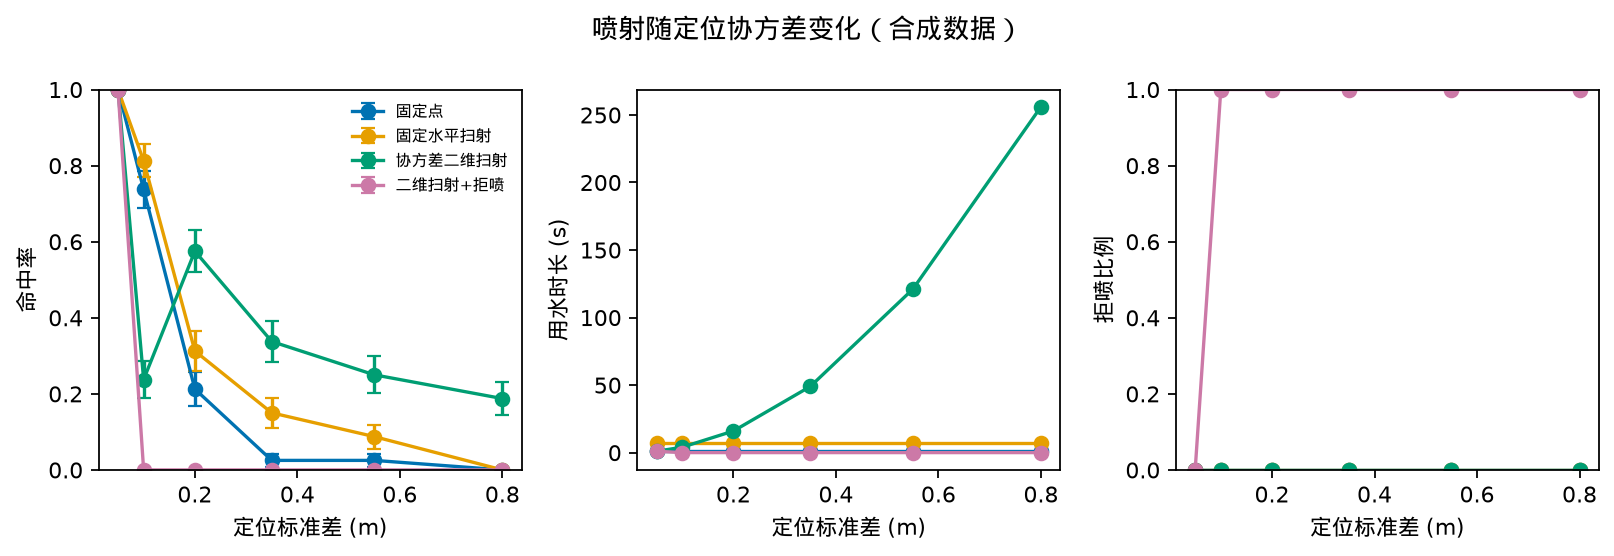 喷射随定位协方差变化（合成数据）
命中率
1.0
0.8
0.6
0.4
0.2
0.0
固定点
固定水平扫射
协方差二维扫射
二维扫射+拒喷
0.2 0.4 0.6 0.8
定位标准差 (m)
用水时长 (s)
250
200
150
100
50
0
0.2 0.4 0.6 0.8
定位标准差 (m)
拒喷比例
1.0
0.8
0.6
0.4
0.2
0.0
0.2 0.4 0.6 0.8
定位标准差 (m)